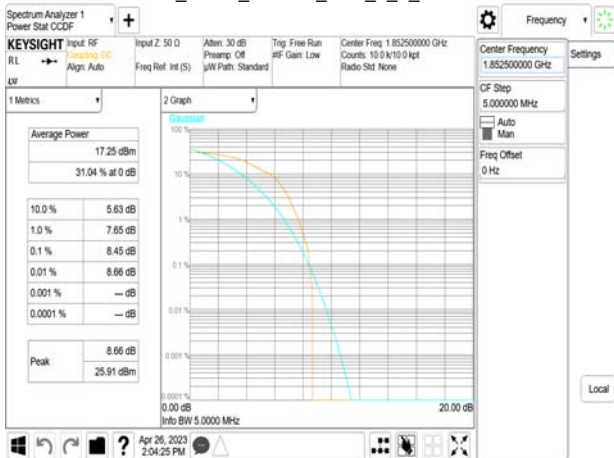 Spectrum Analyzer 1
Power Stat CCDF
Frequency
KEYSIGHT
RL
Input: RF
Coupling: DC
Align: Auto
Input Z: 50 Ω
Freq Ref: Int (S)
Atten: 30 dB
Preamp: Off
µW Path: Standard
Trig: Free Run
#IF Gain: Low
Center Freq: 1.852500000 GHz
Counts: 10.0 k/10.0 kpt
Radio Std: None
Center Frequency
1.852500000 GHz
Settings
CF Step
5.000000 MHz
Auto
Man
Freq Offset
0 Hz
Local
1 Metrics
Average Power
17.25 dBm
31.04 % at 0 dB
10.0 % 5.63 dB
1.0 % 7.65 dB
0.1 % 8.45 dB
0.01 % 8.66 dB
0.001 % --- dB
0.0001 % --- dB
Peak
8.66 dB
25.91 dBm
2 Graph
Gaussian
100 %
10 %
1 %
0.1 %
0.01 %
0.001 %
0.0001 %
0.00 dB 20.00 dB
Info BW 5.0000 MHz
Apr 26, 2023
2:04:25 PM